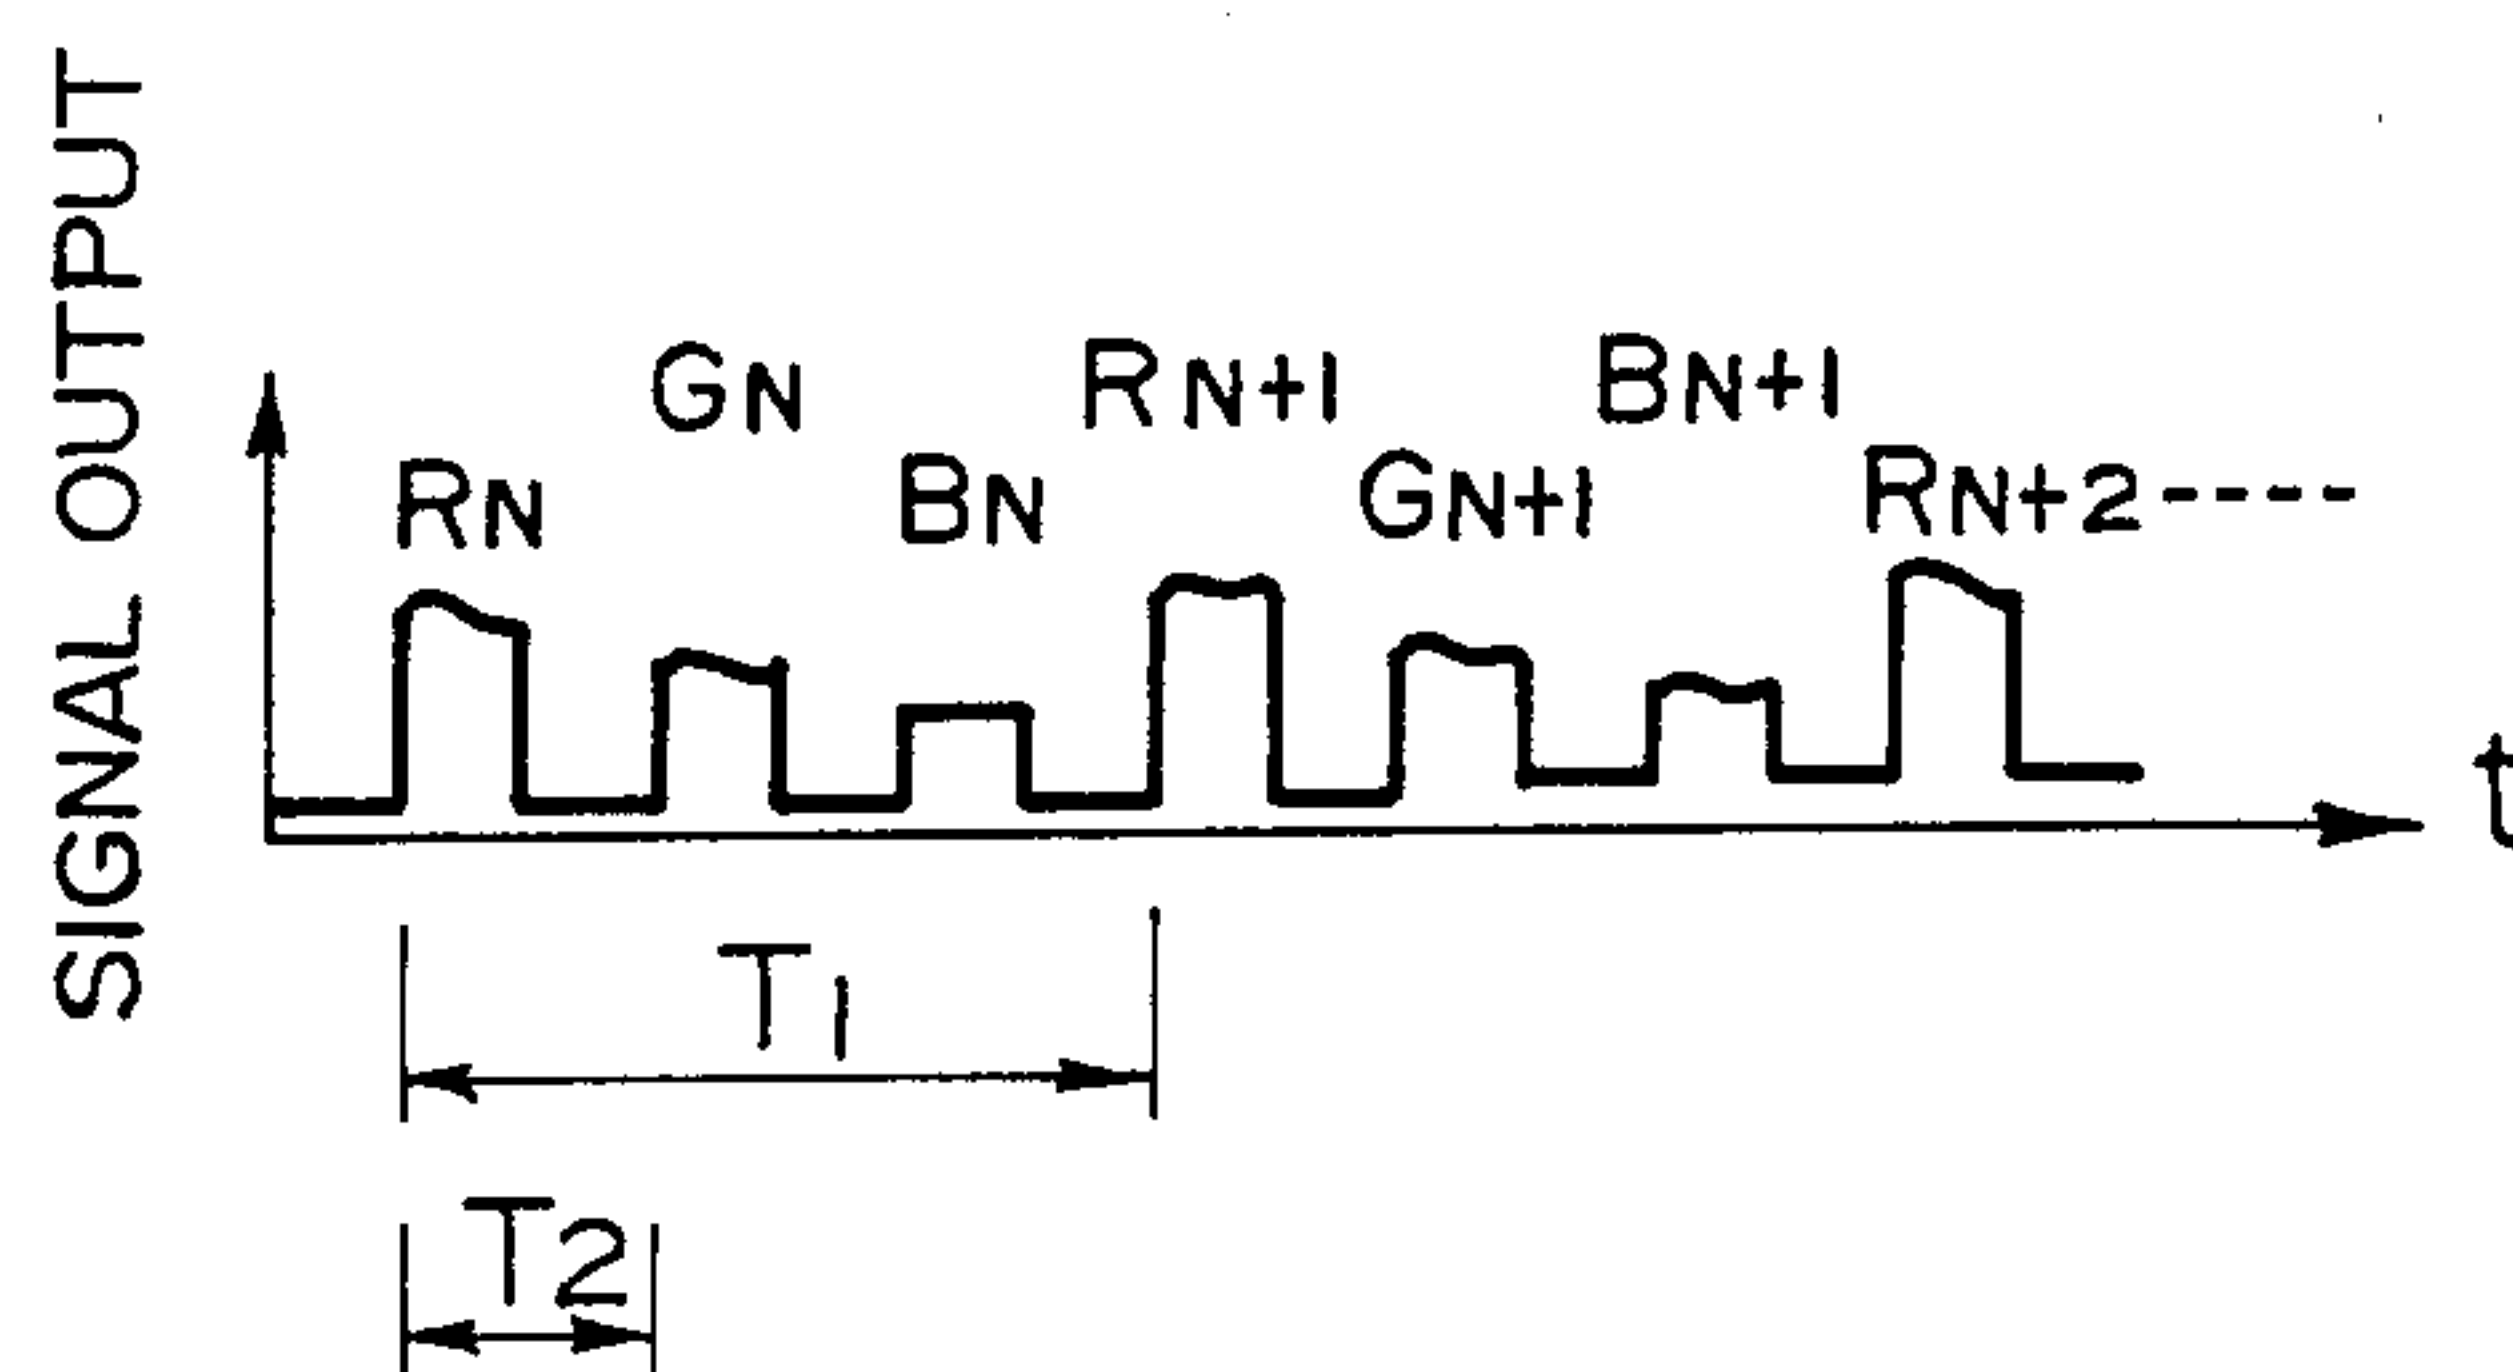 SIGNAL OUTPUT
GN RN+1 BN+1
RN BN GN+1 RN+2----
t
T1
T2